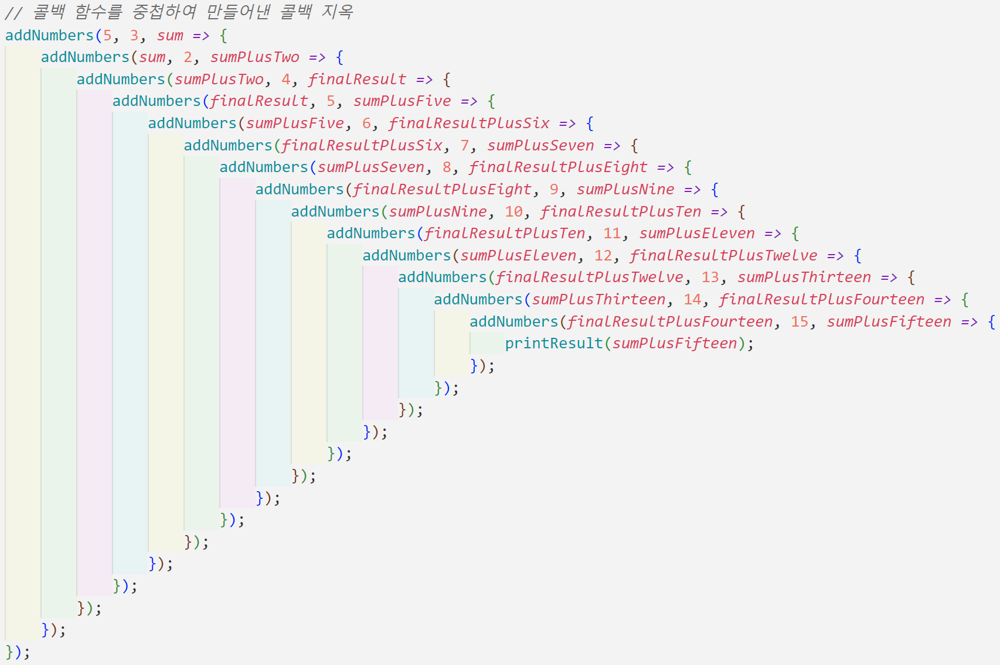 // 콜백 함수를 중첩하여 만들어낸 콜백 지옥
addNumbers(5, 3, sum => {
    addNumbers(sum, 2, sumPlusTwo => {
        addNumbers(sumPlusTwo, 4, finalResult => {
            addNumbers(finalResult, 5, sumPlusFive => {
                addNumbers(sumPlusFive, 6, finalResultPlusSix => {
                    addNumbers(finalResultPlusSix, 7, sumPlusSeven => {
                        addNumbers(sumPlusSeven, 8, finalResultPlusEight => {
                            addNumbers(finalResultPlusEight, 9, sumPlusNine => {
                                addNumbers(sumPlusNine, 10, finalResultPlusTen => {
                                    addNumbers(finalResultPlusTen, 11, sumPlusEleven => {
                                        addNumbers(sumPlusEleven, 12, finalResultPlusTwelve => {
                                            addNumbers(finalResultPlusTwelve, 13, sumPlusThirteen => {
                                                addNumbers(sumPlusThirteen, 14, finalResultPlusFourteen => {
                                                    addNumbers(finalResultPlusFourteen, 15, sumPlusFifteen => {
                                                        printResult(sumPlusFifteen);
                                                    });
                                                });
                                            });
                                        });
                                    });
                                });
                            });
                        });
                    });
                });
            });
        });
    });
});